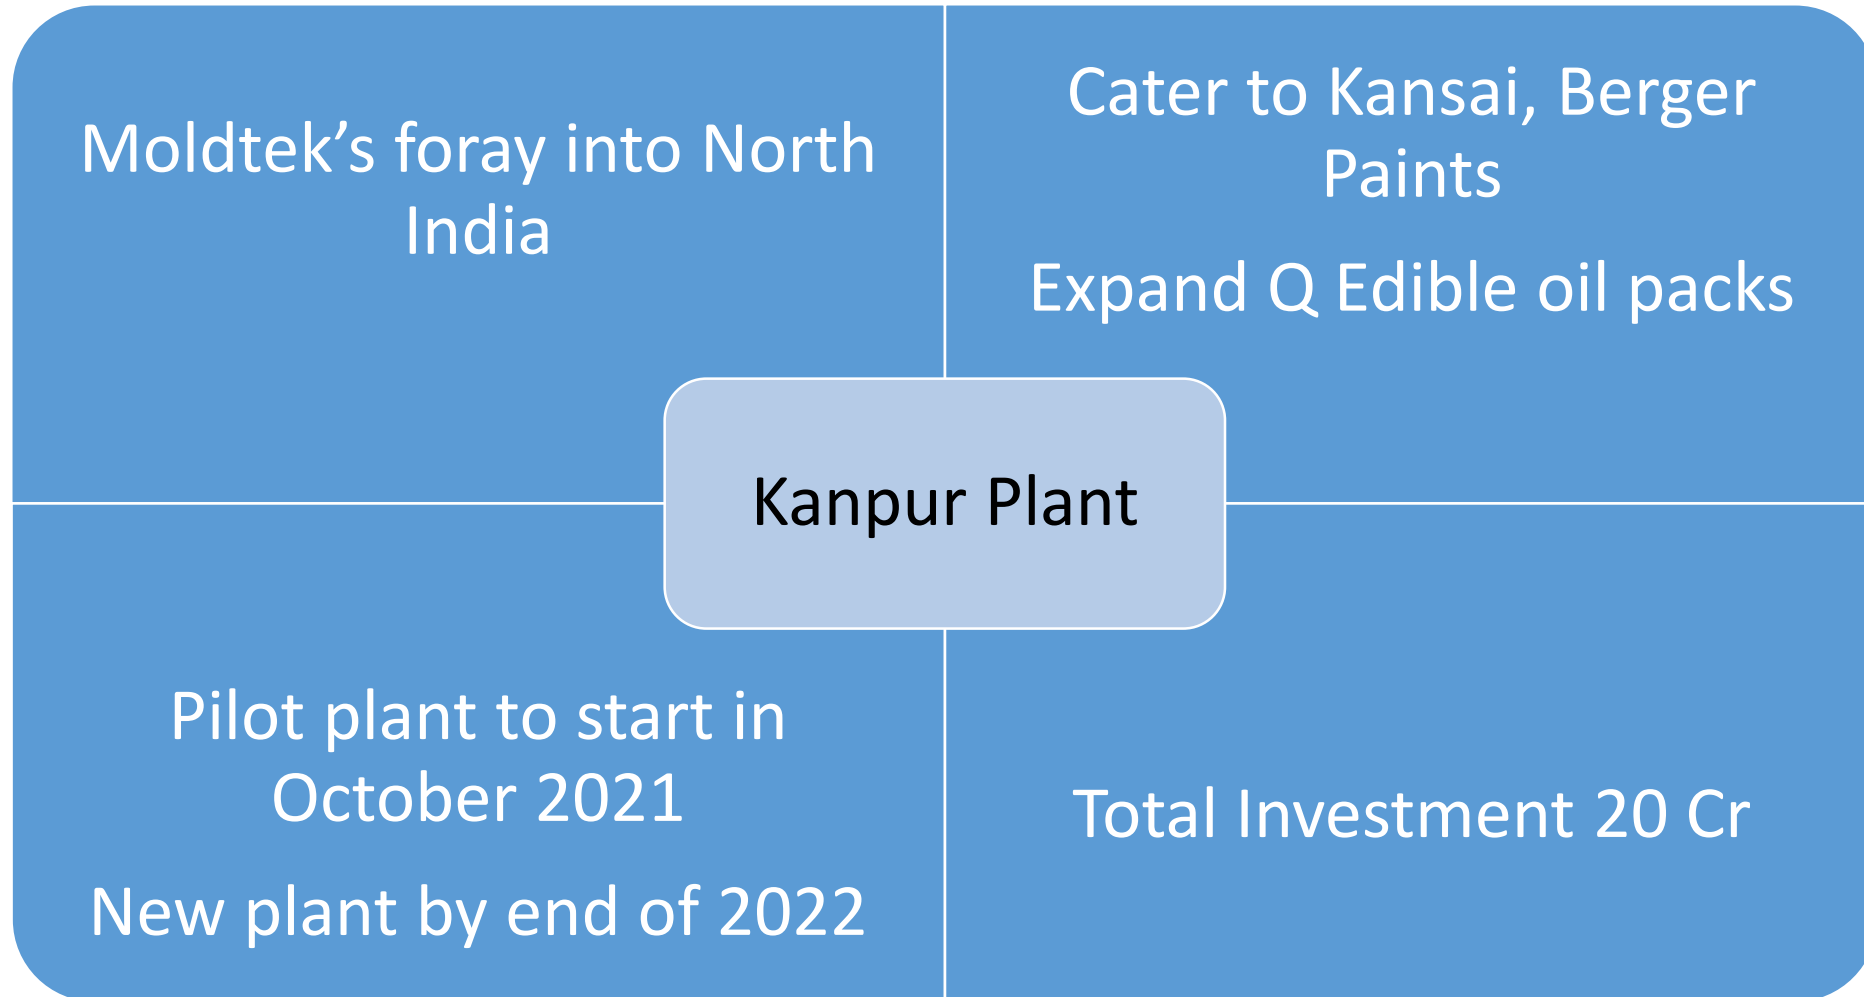 Moldtek’s foray into North
India
Cater to Kansai, Berger
Paints
Expand Q Edible oil packs
Kanpur Plant
Pilot plant to start in
October 2021
New plant by end of 2022
Total Investment 20 Cr